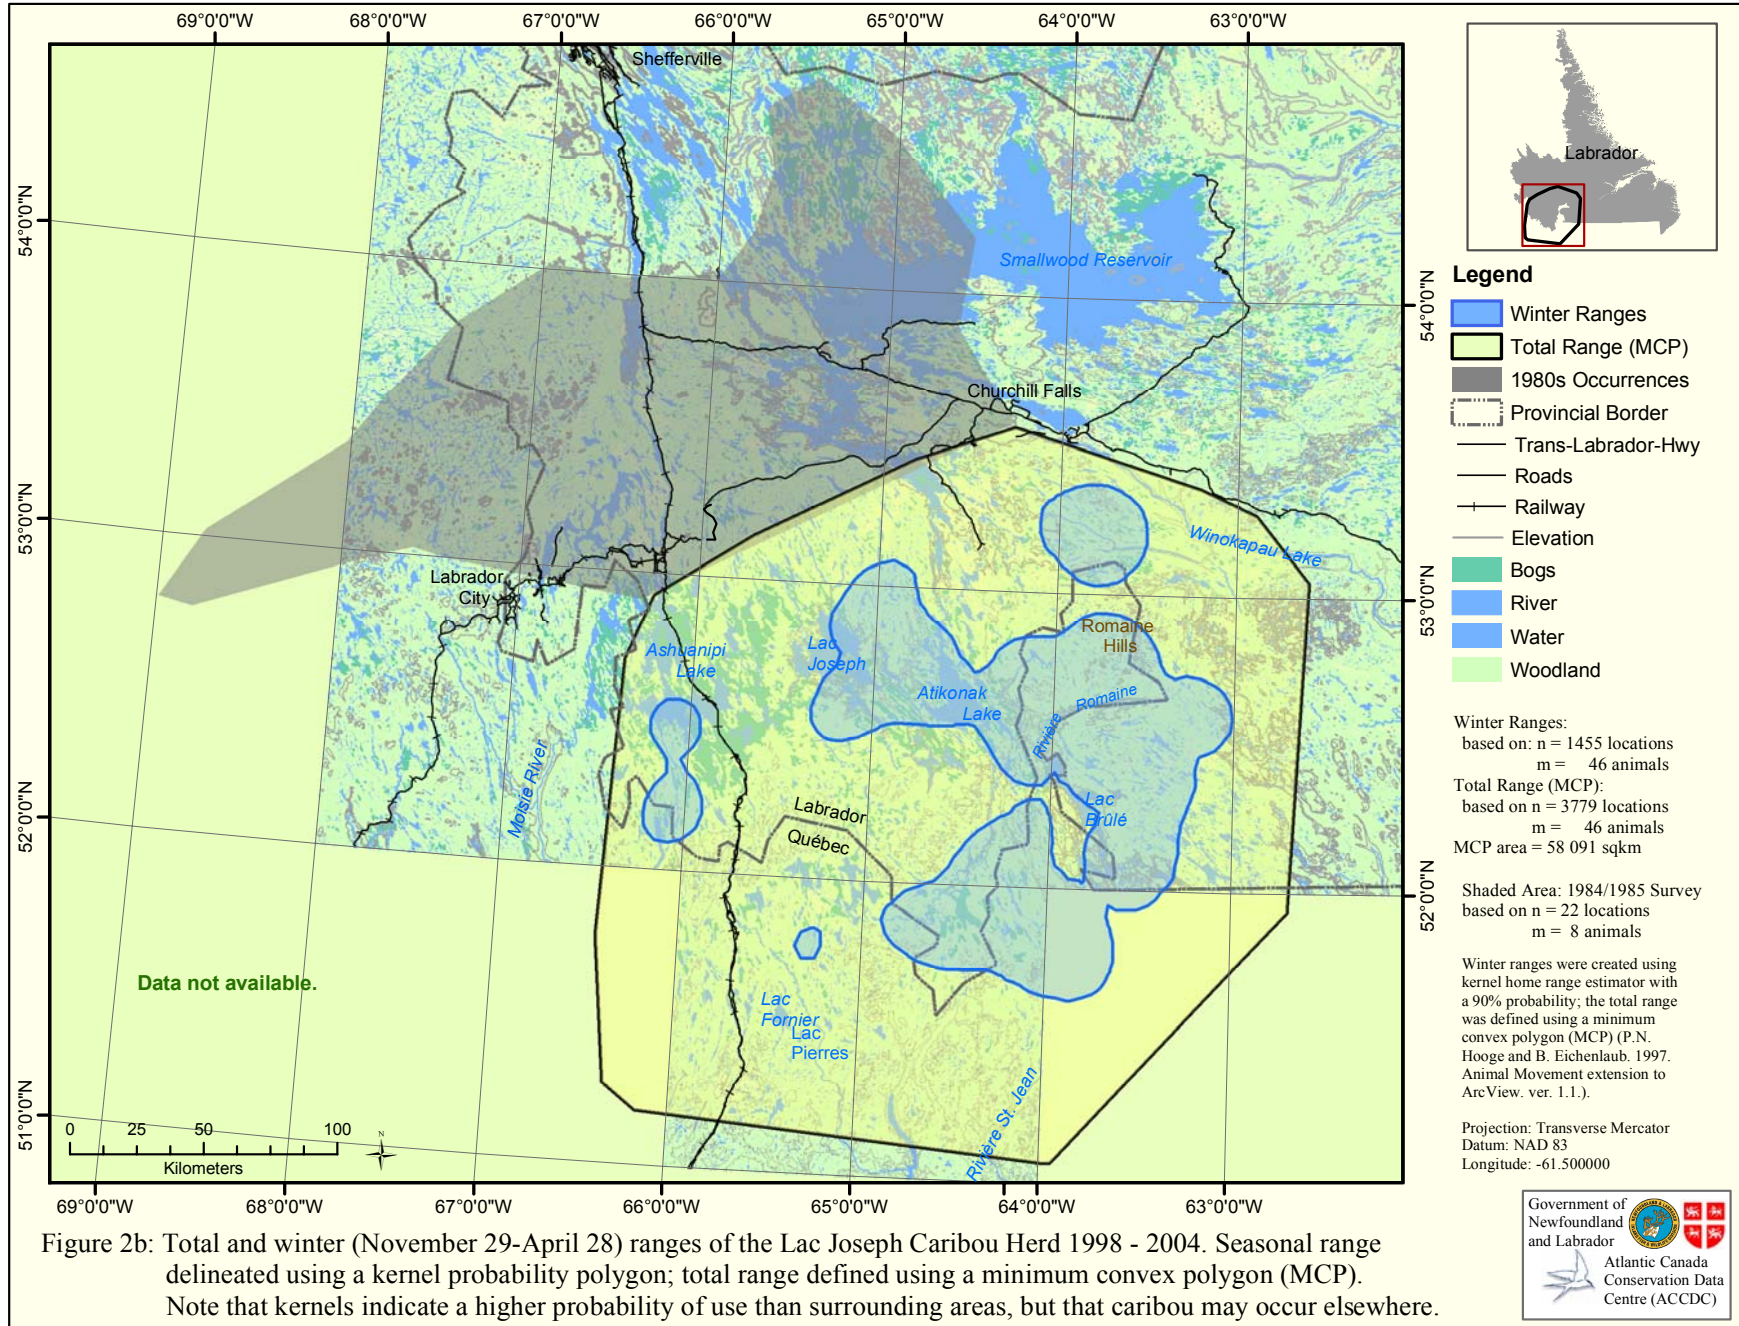 69°0'0"W 68°0'0"W 67°0'0"W 66°0'0"W 65°0'0"W 64°0'0"W 63°0'0"W
54°0'0"N
53°0'0"N
52°0'0"N
51°0'0"N
Shefferville
Smallwood Reservoir
Churchill Falls
Winokapau Lake
Labrador
City
Ashuanipi
Lake
Lac
Joseph
Atikonak
Lake
Romaine
Hills
Rivière Romaine
Moisie River
Lac
Brûlé
Labrador
Québec
Data not available.
Lac
Fornier
Lac
Pierres
Rivière St. Jean
0 25 50 100
Kilometers
N
54°0'0"N
53°0'0"N
52°0'0"N
69°0'0"W 68°0'0"W 67°0'0"W 66°0'0"W 65°0'0"W 64°0'0"W 63°0'0"W
Labrador
Legend
Winter Ranges
Total Range (MCP)
1980s Occurrences
Provincial Border
Trans-Labrador-Hwy
Roads
Railway
Elevation
Bogs
River
Water
Woodland
Winter Ranges:
based on: n = 1455 locations
m = 46 animals
Total Range (MCP):
based on n = 3779 locations
m = 46 animals
MCP area = 58 091 sqkm
Shaded Area: 1984/1985 Survey
based on n = 22 locations
m = 8 animals
Winter ranges were created using
kernel home range estimator with
a 90% probability; the total range
was defined using a minimum
convex polygon (MCP) (P.N.
Hooge and B. Eichenlaub. 1997.
Animal Movement extension to
ArcView. ver. 1.1.).
Projection: Transverse Mercator
Datum: NAD 83
Longitude: -61.500000
Government of
Newfoundland
and Labrador
Atlantic Canada
Conservation Data
Centre (ACCDC)
Figure 2b: Total and winter (November 29-April 28) ranges of the Lac Joseph Caribou Herd 1998 - 2004. Seasonal range
delineated using a kernel probability polygon; total range defined using a minimum convex polygon (MCP).
Note that kernels indicate a higher probability of use than surrounding areas, but that caribou may occur elsewhere.